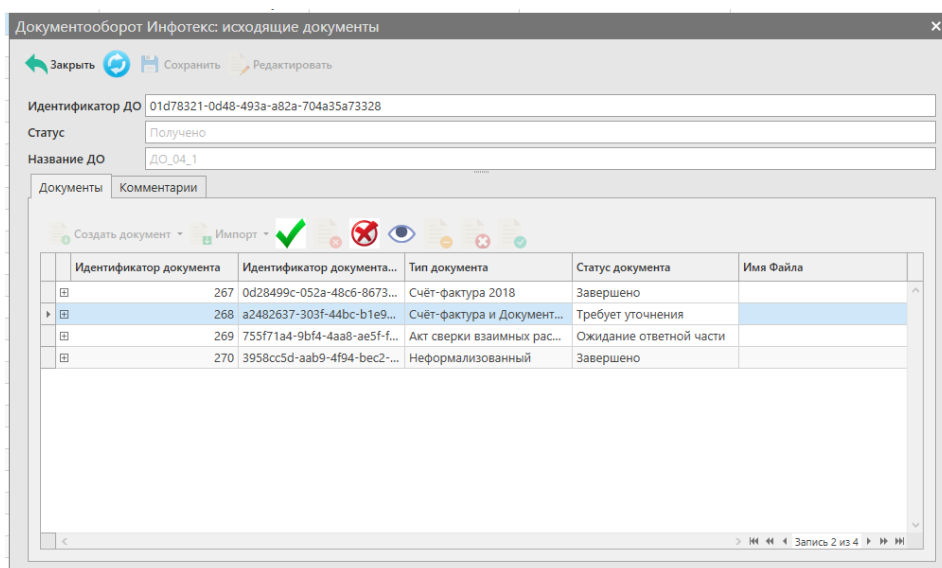 Документооборот Инфотекс: исходящие документы
Закрыть Сохранить Редактировать
Идентификатор ДО 01d78321-0d48-493a-a82a-704a35a73328
Статус Получено
Название ДО ДО_04_1
Документы Комментарии
Создать документ Импорт
Идентификатор документа Идентификатор документа... Тип документа Статус документа Имя Файла
267 0d28499c-052a-48c6-8673... Счёт-фактура 2018 Завершено
268 a2482637-303f-44bc-b1e9... Счёт-фактура и Документ... Требует уточнения
269 755f71a4-9bf4-4aa8-ae5f-f... Акт сверки взаимных рас... Ожидание ответной части
270 3958cc5d-aab9-4f94-bec2-... Неформализованный Завершено
Запись 2 из 4